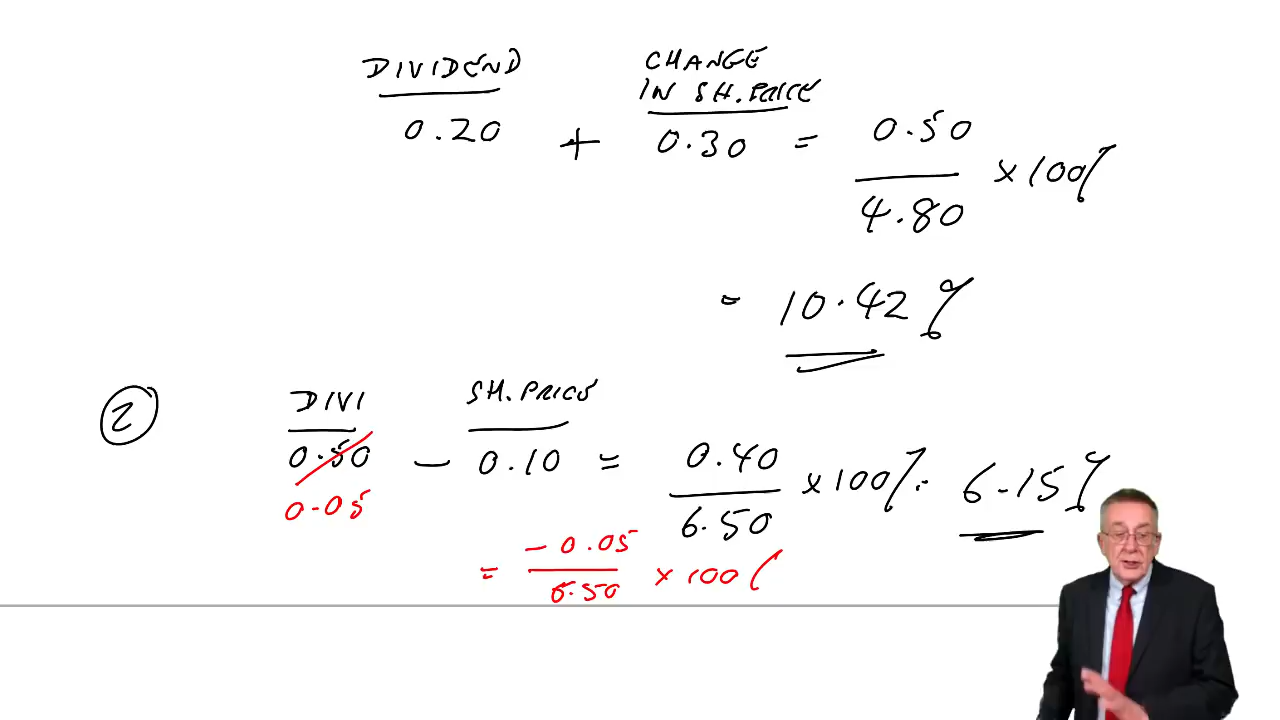 DIVIDEND
CHANGE
IN SH.PRICE
0.20 + 0.30 = 0.50
4.80
× 100%
= 10.42%
②
DIVI
SH.PRICE
0.50 - 0.10 = 0.40
6.50
× 100% = 6.15%
0.05
= -0.05
6.50
× 100%